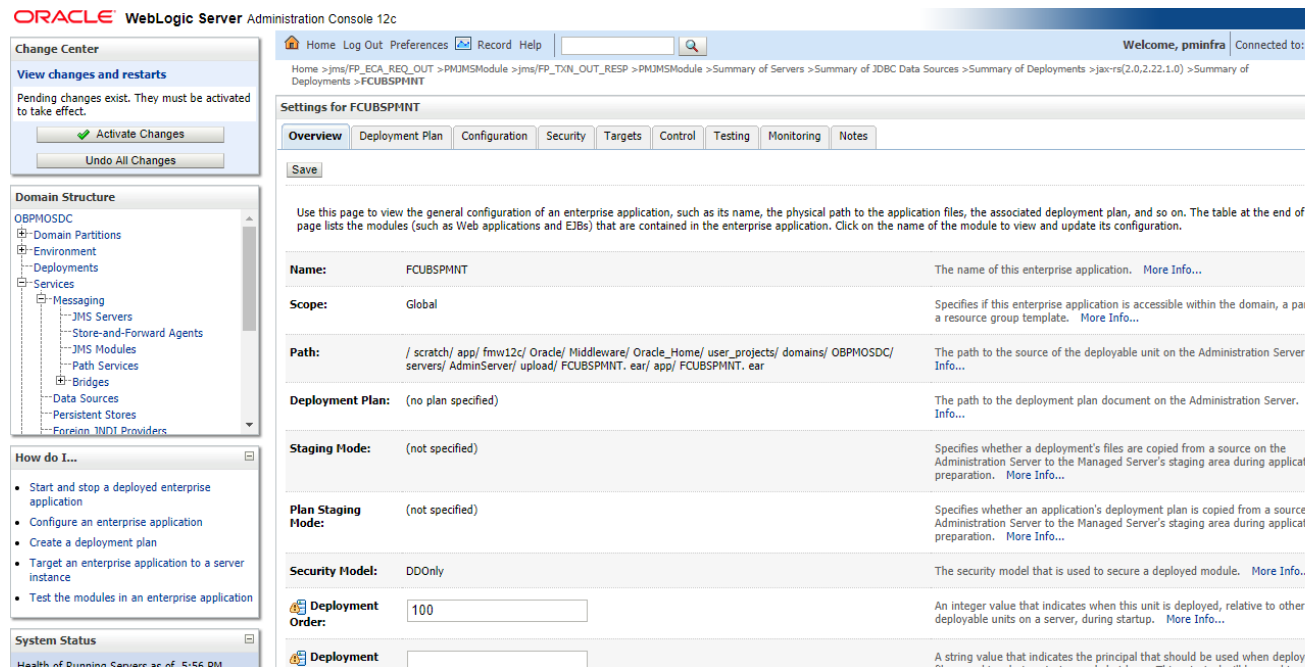 ORACLE WebLogic Server Administration Console 12c
Change Center
View changes and restarts
Pending changes exist. They must be activated
to take effect.
Activate Changes
Undo All Changes
Domain Structure
OBPMOSDC
Domain Partitions
Environment
Deployments
Services
Messaging
JMS Servers
Store-and-Forward Agents
JMS Modules
Path Services
Bridges
Data Sources
Persistent Stores
Foreign JNDI Providers
How do I...
Start and stop a deployed enterprise
application
Configure an enterprise application
Create a deployment plan
Target an enterprise application to a server
instance
Test the modules in an enterprise application
System Status
Health of Running Servers as of 5:56 PM
Home Log Out Preferences Record Help
Welcome, pminfra Connected to:
Home >jms/FP_ECA_REQ_OUT >PMJMSModule >jms/FP_TXN_OUT_RESP >PMJMSModule >Summary of Servers >Summary of JDBC Data Sources >Summary of Deployments >jax-rs(2.0,2.22.1.0) >Summary of
Deployments >FCUBSPMNT
Settings for FCUBSPMNT
Overview Deployment Plan Configuration Security Targets Control Testing Monitoring Notes
Save
Use this page to view the general configuration of an enterprise application, such as its name, the physical path to the application files, the associated deployment plan, and so on. The table at the end of
page lists the modules (such as Web applications and EJBs) that are contained in the enterprise application. Click on the name of the module to view and update its configuration.
Name: FCUBSPMNT The name of this enterprise application. More Info...
Scope: Global Specifies if this enterprise application is accessible within the domain, a
a resource group template. More Info...
Path: / scratch/ app/ fmw12c/ Oracle/ Middleware/ Oracle_Home/ user_projects/ domains/ OBPMOSDC/ The path to the source of the deployable unit on the Administration Server
servers/ AdminServer/ upload/ FCUBSPMNT. ear/ app/ FCUBSPMNT. ear Info...
Deployment Plan: (no plan specified) The path to the deployment plan document on the Administration Server.
Info...
Staging Mode: (not specified) Specifies whether a deployment's files are copied from a source on the
Administration Server to the Managed Server's staging area during
preparation. More Info...
Plan Staging (not specified) Specifies whether an application's deployment plan is copied from a source
Mode: Administration Server to the Managed Server's staging area during
preparation. More Info...
Security Model: DDOnly The security model that is used to secure a deployed module. More Info..
Deployment 100 An integer value that indicates when this unit is deployed, relative to other
Order: deployable units on a server, during startup. More Info...
Deployment A string value that indicates the principal that should be used when